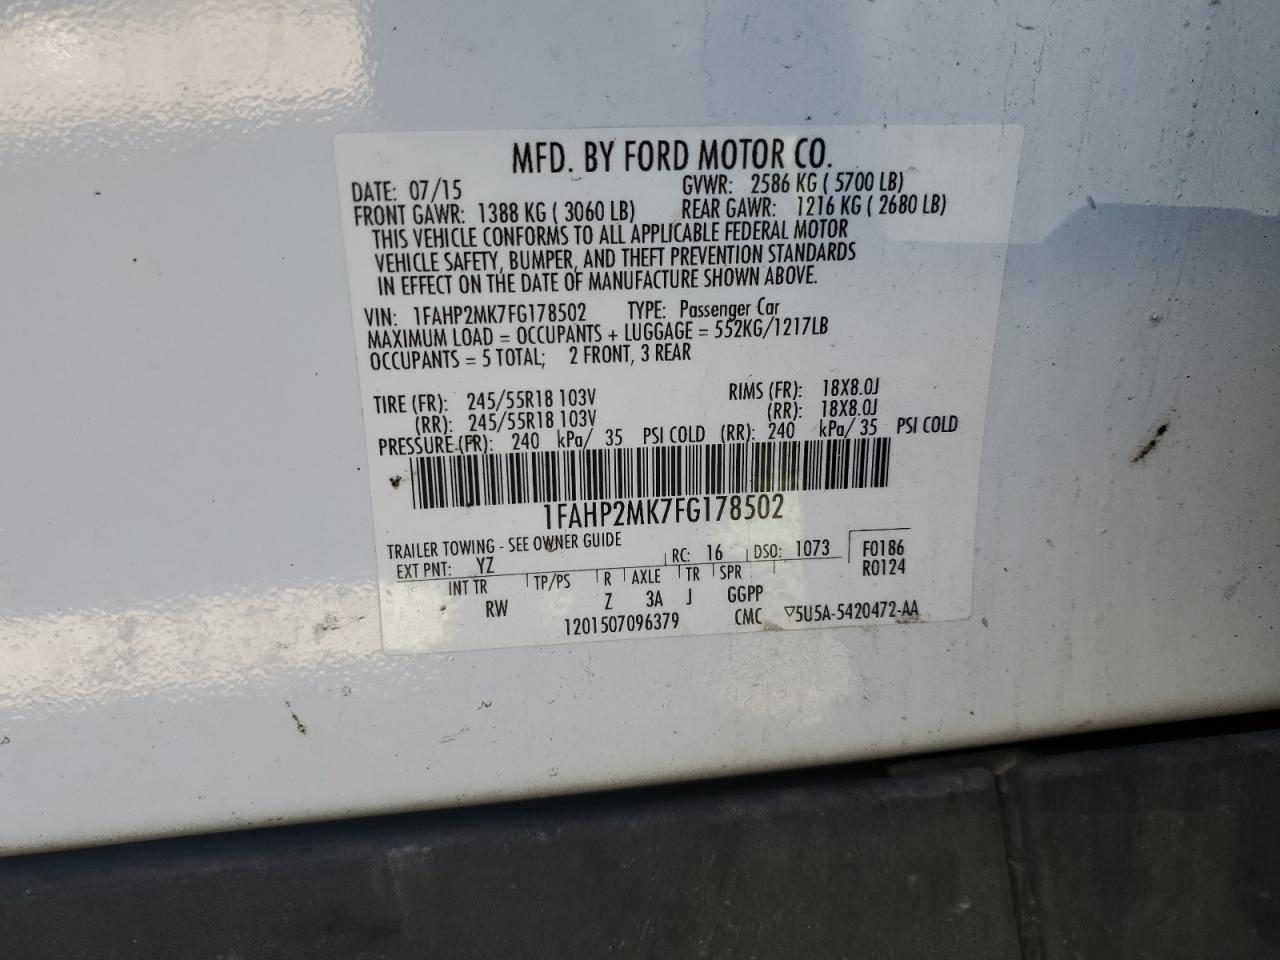 MFD. BY FORD MOTOR CO.
DATE: 07/15 GVWR: 2586 KG ( 5700 LB)
FRONT GAWR: 1388 KG ( 3060 LB) REAR GAWR: 1216 KG ( 2680 LB)
THIS VEHICLE CONFORMS TO ALL APPLICABLE FEDERAL MOTOR
VEHICLE SAFETY, BUMPER, AND THEFT PREVENTION STANDARDS
IN EFFECT ON THE DATE OF MANUFACTURE SHOWN ABOVE.
VIN: 1FAHP2MK7FG178502 TYPE: Passenger Car
MAXIMUM LOAD = OCCUPANTS + LUGGAGE = 552KG/1217LB
OCCUPANTS = 5 TOTAL; 2 FRONT, 3 REAR
TIRE (FR): 245/55R18 103V RIMS (FR): 18X8.0J
(RR): 245/55R18 103V (RR): 18X8.0J
PRESSURE (FR): 240 kPa/ 35 PSI COLD (RR): 240 kPa/ 35 PSI COLD
1FAHP2MK7FG178502
TRAILER TOWING - SEE OWNER GUIDE
EXT PNT: YZ RC: 16 DSO: 1073 F0186
R0124
INT TR TP/PS R AXLE TR SPR
RW Z 3A J GGPP
1201507096379 CMC ▽5U5A-5420472-AA